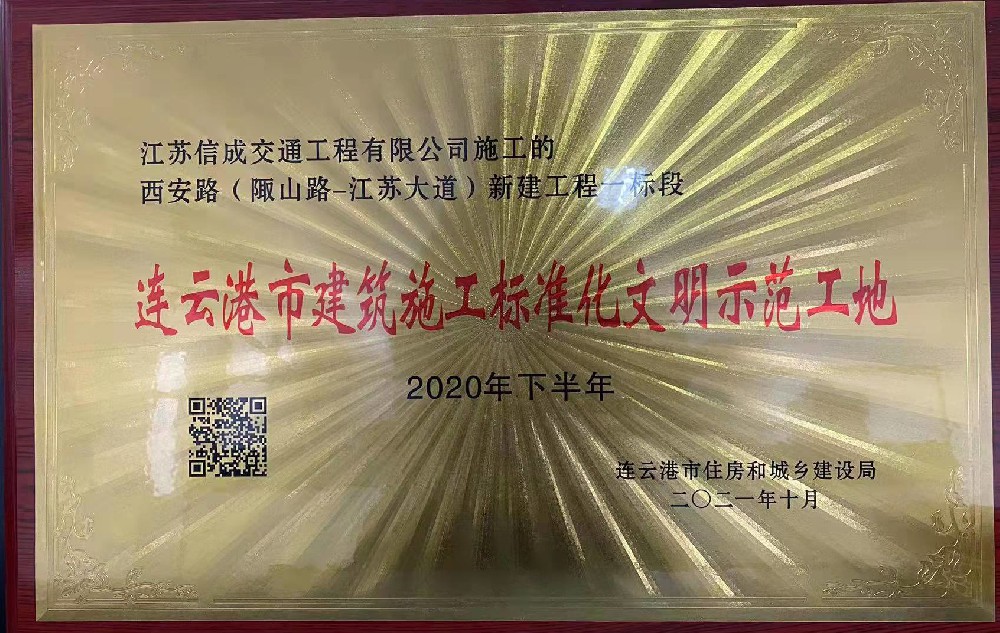 江苏信成交通工程有限公司施工的
西安路（陬山路-江苏大道）新建工程一标段
连云港市建筑施工标准化文明示范工地
2020年下半年
连云港市住房和城乡建设局
二〇二一年十月